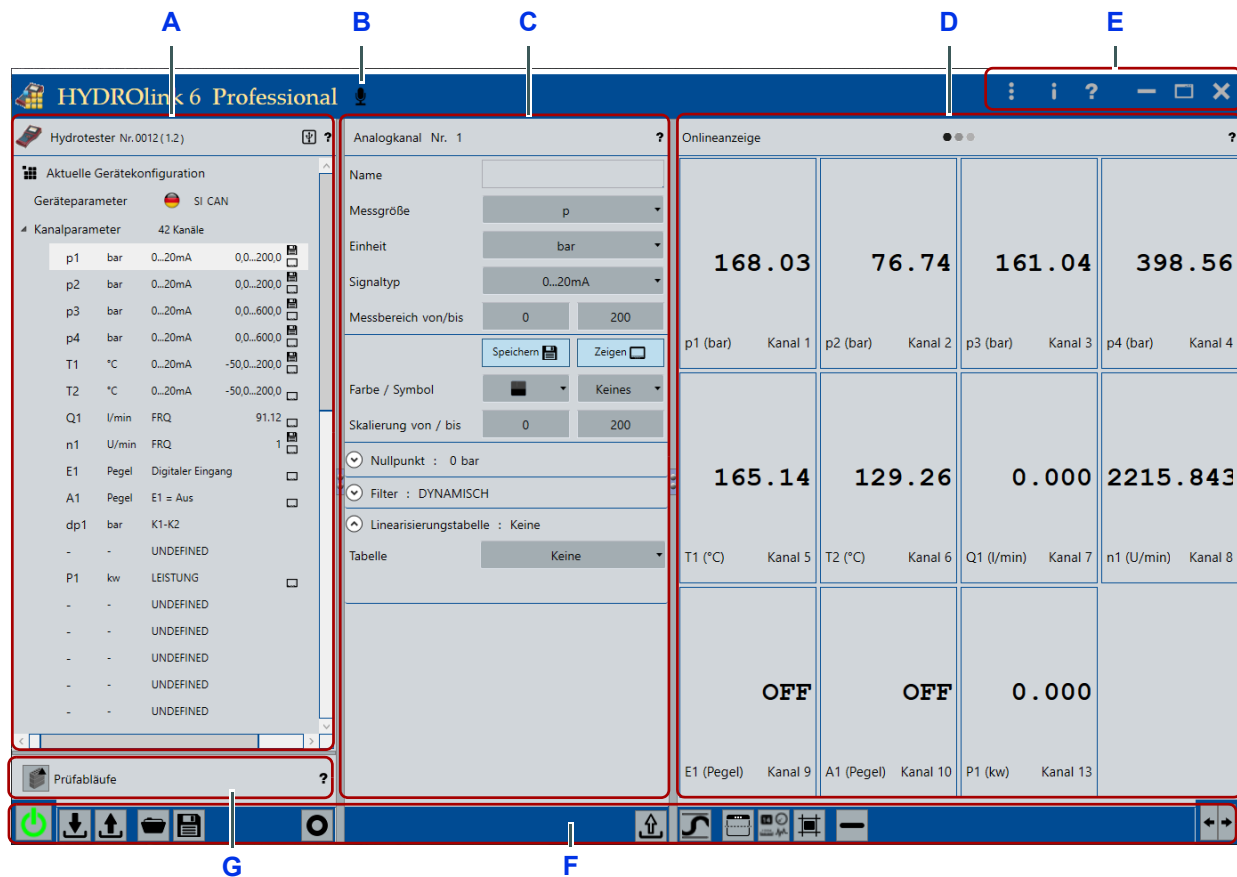 A B C D E
HYDROlink 6 Professional
Hydrotester Nr.0012 (1.2) ?
Aktuelle Gerätekonfiguration
Geräteparameter SI CAN
Kanalparameter 42 Kanäle
p1 bar 0...20mA 0,0...200,0
p2 bar 0...20mA 0,0...200,0
p3 bar 0...20mA 0,0...600,0
p4 bar 0...20mA 0,0...600,0
T1 °C 0...20mA -50,0...200,0
T2 °C 0...20mA -50,0...200,0
Q1 l/min FRQ 91.12
n1 U/min FRQ 1
E1 Pegel Digitaler Eingang
A1 Pegel E1 = Aus
dp1 bar K1-K2
- - UNDEFINED
P1 kw LEISTUNG
- - UNDEFINED
- - UNDEFINED
- - UNDEFINED
- - UNDEFINED
- - UNDEFINED
Prüfabläufe ?
Analogkanal Nr. 1 ?
Name
Messgröße p
Einheit bar
Signaltyp 0...20mA
Messbereich von/bis 0 200
Speichern Zeigen
Farbe / Symbol Keines
Skalierung von / bis 0 200
Nullpunkt : 0 bar
Filter : DYNAMISCH
Linearisierungstabelle : Keine
Tabelle Keine
i ?
Onlineanzeige ?
168.03 76.74 161.04 398.56
p1 (bar) Kanal 1 p2 (bar) Kanal 2 p3 (bar) Kanal 3 p4 (bar) Kanal 4
165.14 129.26 0.000 2215.843
T1 (°C) Kanal 5 T2 (°C) Kanal 6 Q1 (l/min) Kanal 7 n1 (U/min) Kanal 8
OFF OFF 0.000
E1 (Pegel) Kanal 9 A1 (Pegel) Kanal 10 P1 (kw) Kanal 13
G F